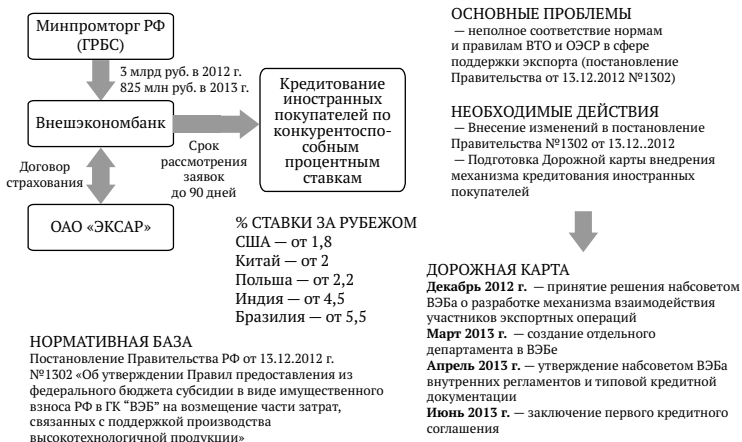 Минпромторг РФ
(ГРБС)
3 млрд руб. в 2012 г.
825 млн руб. в 2013 г.
Внешэкономбанк
Срок
рассмотрения
заявок
до 90 дней
Кредитование
иностранных
покупателей по
конкурентоспо-
собным
процентным
ставкам
Договор
страхования
ОАО «ЭКСАР»
% СТАВКИ ЗА РУБЕЖОМ
США — от 1,8
Китай — от 2
Польша — от 2,2
Индия — от 4,5
Бразилия — от 5,5
НОРМАТИВНАЯ БАЗА
Постановление Правительства РФ от 13.12.2012 г.
№1302 «Об утверждении Правил предоставления из
федерального бюджета субсидии в виде имущественного
взноса РФ в ГК “ВЭБ” на возмещение части затрат,
связанных с поддержкой производства
высокотехнологичной продукции»
ОСНОВНЫЕ ПРОБЛЕМЫ
— неполное соответствие нормам
и правилам ВТО и ОЭСР в сфере
поддержки экспорта (постановление
Правительства от 13.12.2012 №1302)
НЕОБХОДИМЫЕ ДЕЙСТВИЯ
— Внесение изменений в постановление
Правительства №1302 от 13.12..2012
— Подготовка Дорожной карты внедрения
механизма кредитования иностранных
покупателей
ДОРОЖНАЯ КАРТА
Декабрь 2012 г. — принятие решения набсоветом
ВЭБа о разработке механизма взаимодействия
участников экспортных операций
Март 2013 г. — создание отдельного
департамента в ВЭБе
Апрель 2013 г. — утверждение набсоветом ВЭБа
внутренних регламентов и типовой кредитной
документации
Июнь 2013 г. — заключение первого кредитного
соглашения